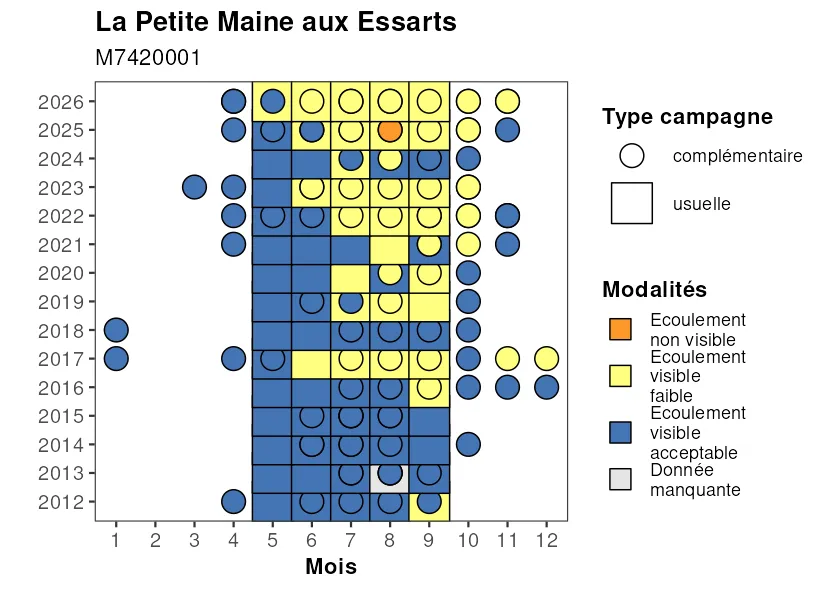 La Petite Maine aux Essarts
M7420001
2026
2025
2024
2023
2022
2021
2020
2019
2018
2017
2016
2015
2014
2013
2012
1 2 3 4 5 6 7 8 9 10 11 12
Mois
Type campagne
complémentaire
usuelle
Modalités
Ecoulement
non visible
Ecoulement
visible
faible
Ecoulement
visible
acceptable
Donnée
manquante